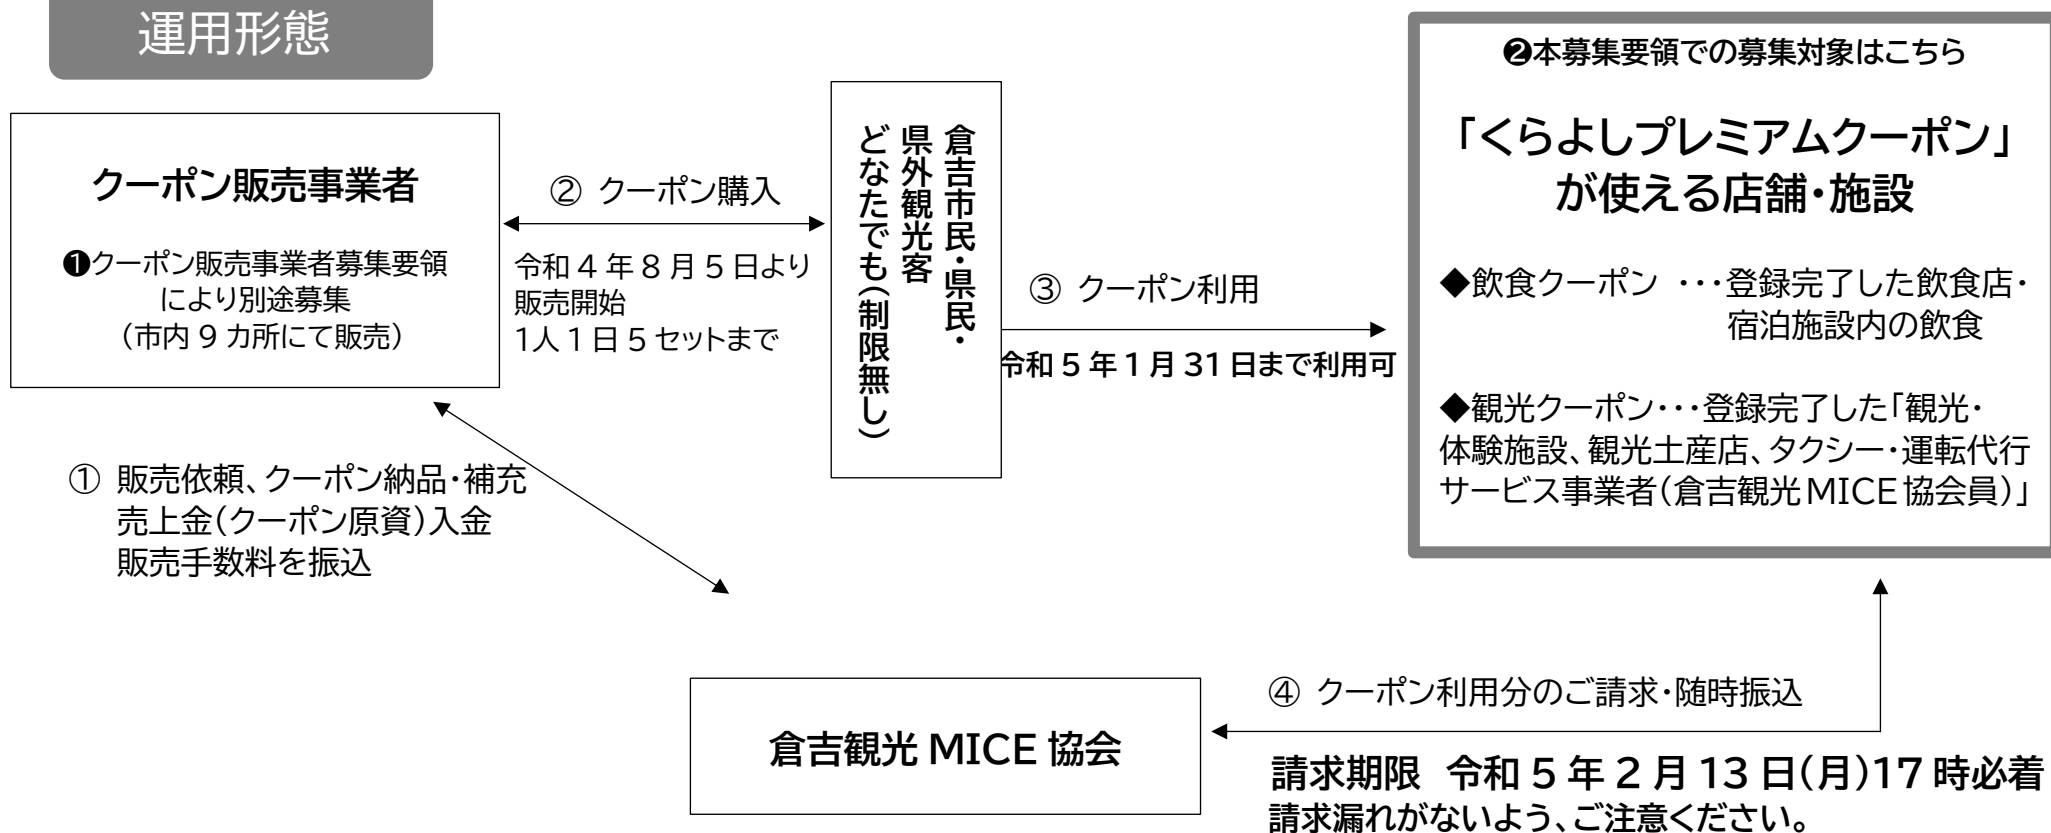 運用形態
クーポン販売事業者
❶クーポン販売事業者募集要領
により別途募集
（市内９カ所にて販売）
② クーポン購入
令和４年８月５日より
販売開始
1人１日５セットまで
倉吉市民・県民・
県外観光客
どなたでも（制限無し）
③ クーポン利用
令和５年１月31日まで利用可
❷本募集要領での募集対象はこちら
「くらよしプレミアムクーポン」
が使える店舗・施設
◆飲食クーポン ・・・登録完了した飲食店・
宿泊施設内の飲食
◆観光クーポン・・・登録完了した「観光・
体験施設、観光土産店、タクシー・運転代行
サービス事業者（倉吉観光MICE協会員）」
① 販売依頼、クーポン納品・補充
売上金（クーポン原資）入金
販売手数料を振込
倉吉観光 MICE 協会
④ クーポン利用分のご請求・随時振込
請求期限 令和５年２月13日（月）17時必着
請求漏れがないよう、ご注意ください。